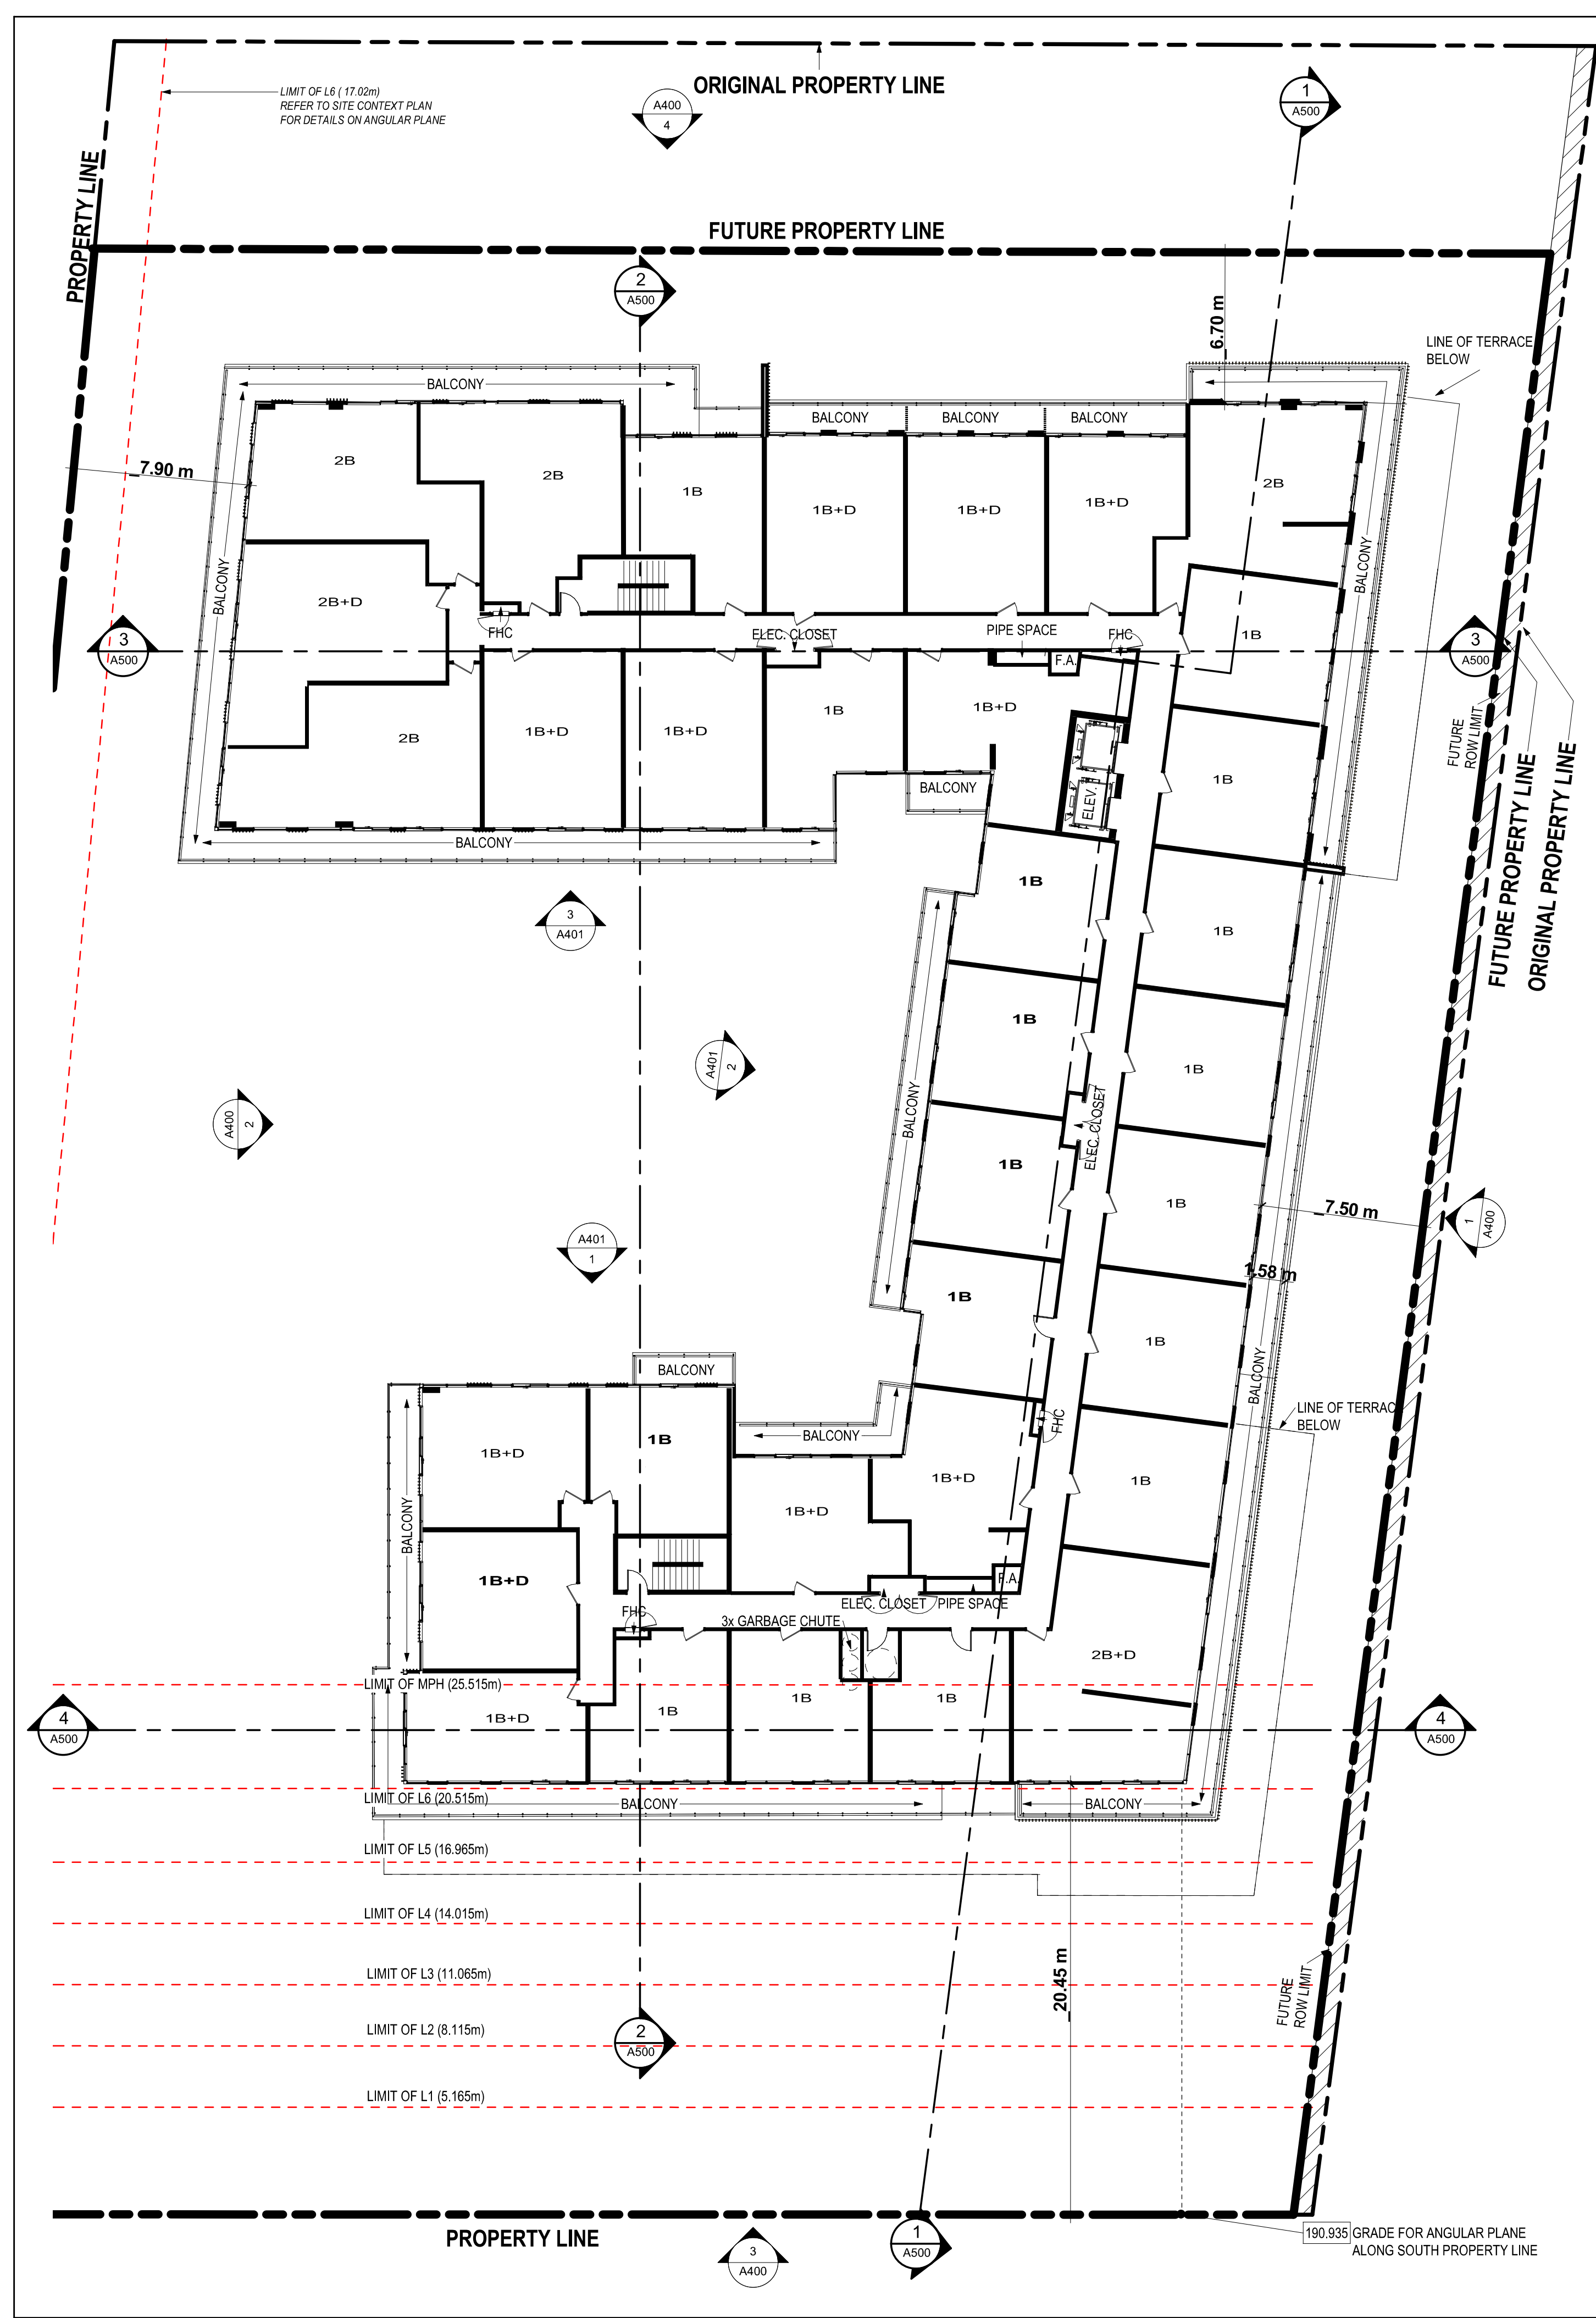 ORIGINAL PROPERTY LINE
LIMIT OF L6 ( 17.02m)
REFER TO SITE CONTEXT PLAN
FOR DETAILS ON ANGULAR PLANE
A400
4
1
A500
PROPERTY LINE
FUTURE PROPERTY LINE
2
A500
6.70 m
LINE OF TERRACE
BELOW
BALCONY
BALCONY
BALCONY
BALCONY
7.90 m
2B
2B
1B
1B+D
1B+D
1B+D
2B
BALCONY
BALCONY
2B+D
FHC
ELEC. CLOSET
PIPE SPACE
FHC
1B
3
A500
3
A500
F.A.
2B
1B+D
1B+D
1B
1B+D
FUTURE
ROW LIMIT
FUTURE PROPERTY LINE
ORIGINAL PROPERTY LINE
1B
BALCONY
ELEV.
BALCONY
1B
3
A401
1B
1B
A401
2
A400
2
BALCONY
1B
ELEC. CLOSET
1B
1B
7.50 m
1
A400
A401
1
1.58 m
1B
1B
BALCONY
BALCONY
LINE OF TERRAC
BELOW
FHC
1B+D
1B
BALCONY
1B+D
1B
BALCONY
1B+D
1B+D
F.A.
ELEC. CLOSET
PIPE SPACE
FHC
3x GARBAGE CHUTE
2B+D
LIMIT OF MPH (25.515m)
4
A500
1B+D
1B
1B
1B
4
A500
LIMIT OF L6 (20.515m)
BALCONY
BALCONY
LIMIT OF L5 (16.965m)
LIMIT OF L4 (14.015m)
LIMIT OF L3 (11.065m)
20.45 m
FUTURE
ROW LIMIT
LIMIT OF L2 (8.115m)
2
A500
LIMIT OF L1 (5.165m)
PROPERTY LINE
3
A400
1
A500
190.935 GRADE FOR ANGULAR PLANE
ALONG SOUTH PROPERTY LINE